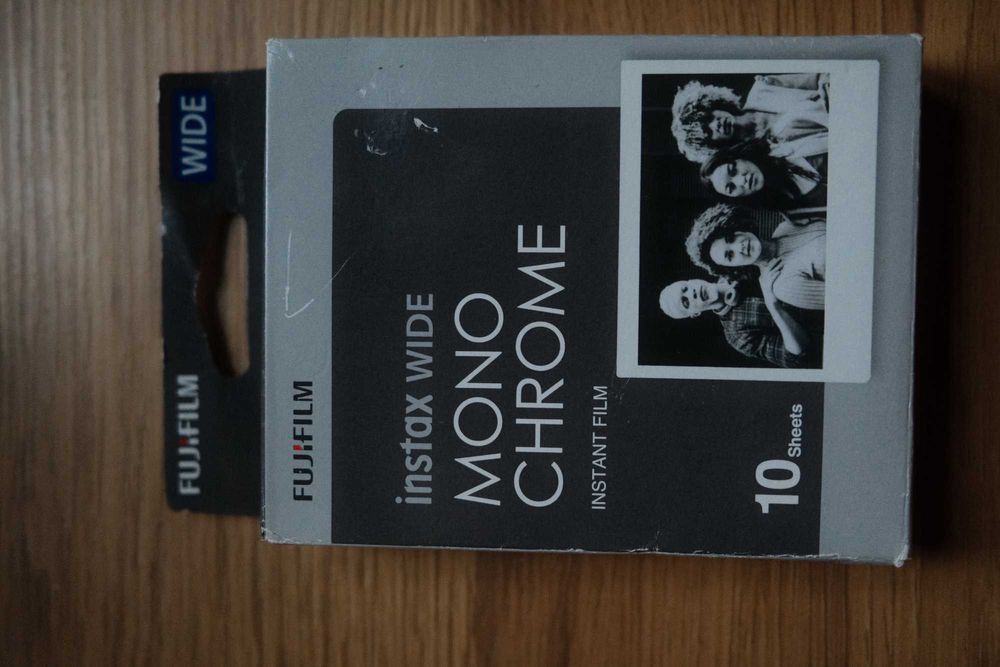 FUJIFILM WIDE
FUJIFILM
instax WIDE
MONO
CHROME
INSTANT FILM
10 Sheets